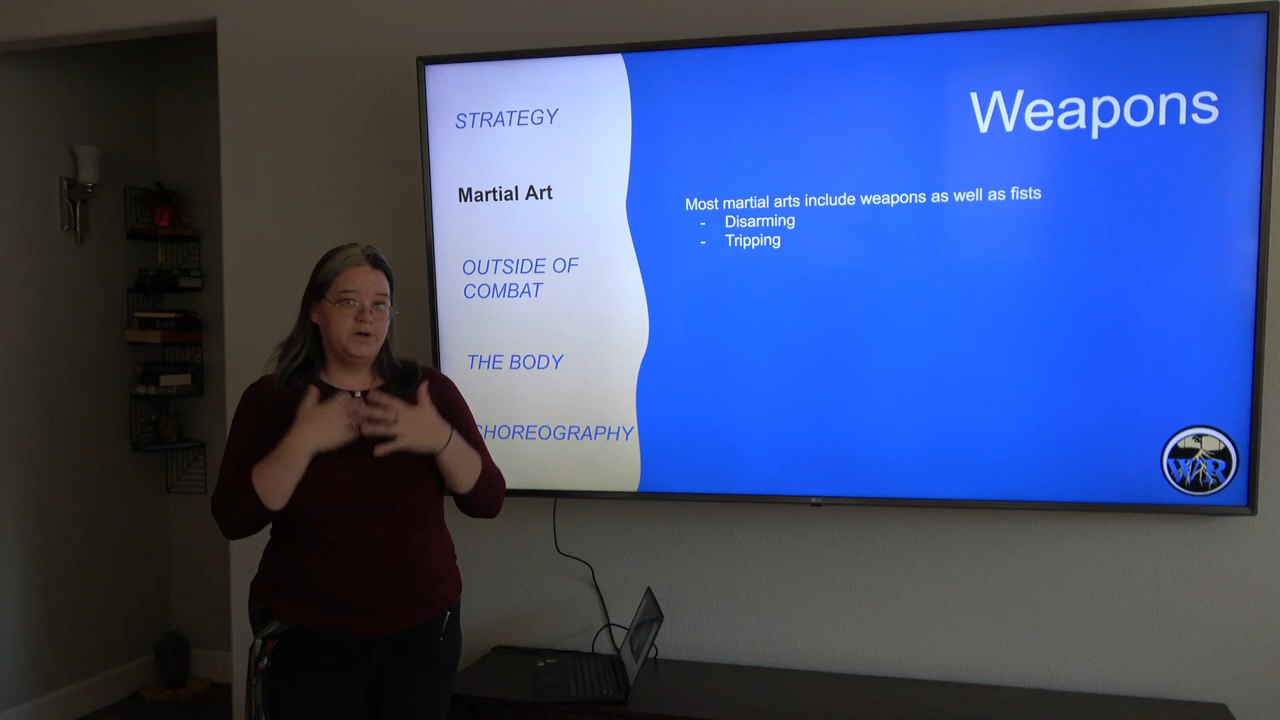 STRATEGY
Martial Art
OUTSIDE OF
COMBAT
THE BODY
CHOREOGRAPHY
Weapons
Most martial arts include weapons as well as fists
- Disarming
- Tripping
WR